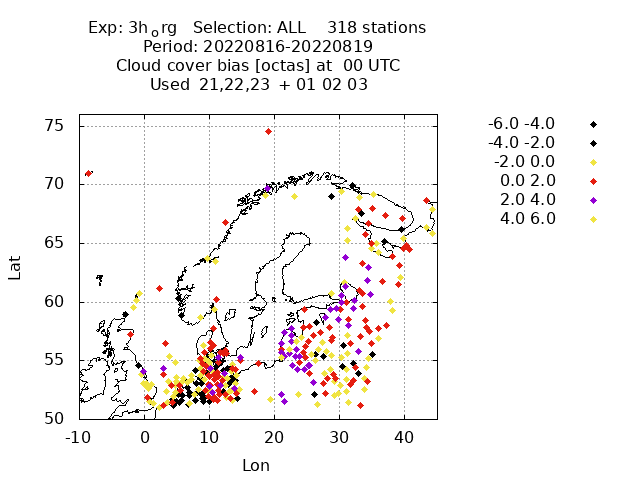 Exp: 3h_o rg   Selection: ALL    318 stations
Period: 20220816-20220819
Cloud cover bias [octas] at  00 UTC
Used  21,22,23  + 01 02 03
-6.0 -4.0
-4.0 -2.0
-2.0 0.0
0.0 2.0
2.0 4.0
4.0 6.0
75
70
65
60
55
50
Lat
-10 0 10 20 30 40
Lon